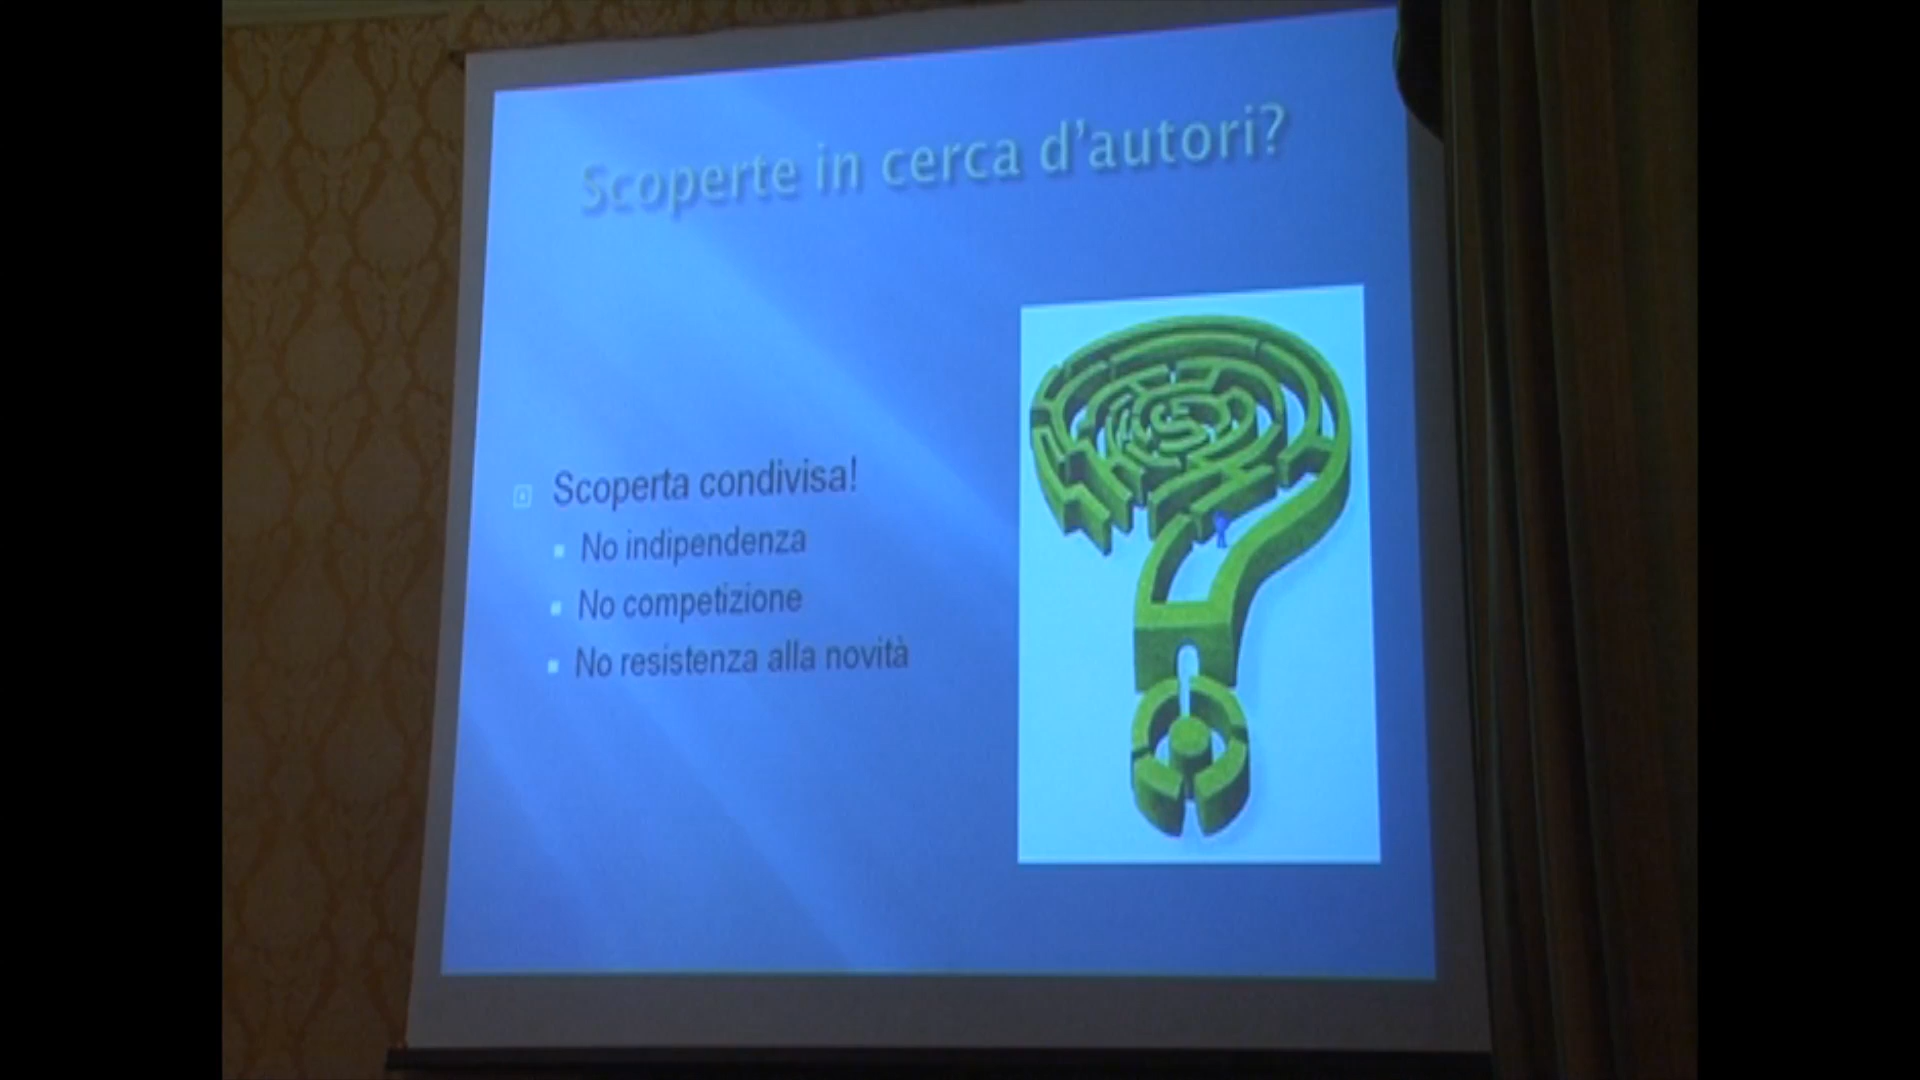 Scoperte in cerca d'autori?
Scoperta condivisa!
No indipendenza
No competizione
No resistenza alla novità